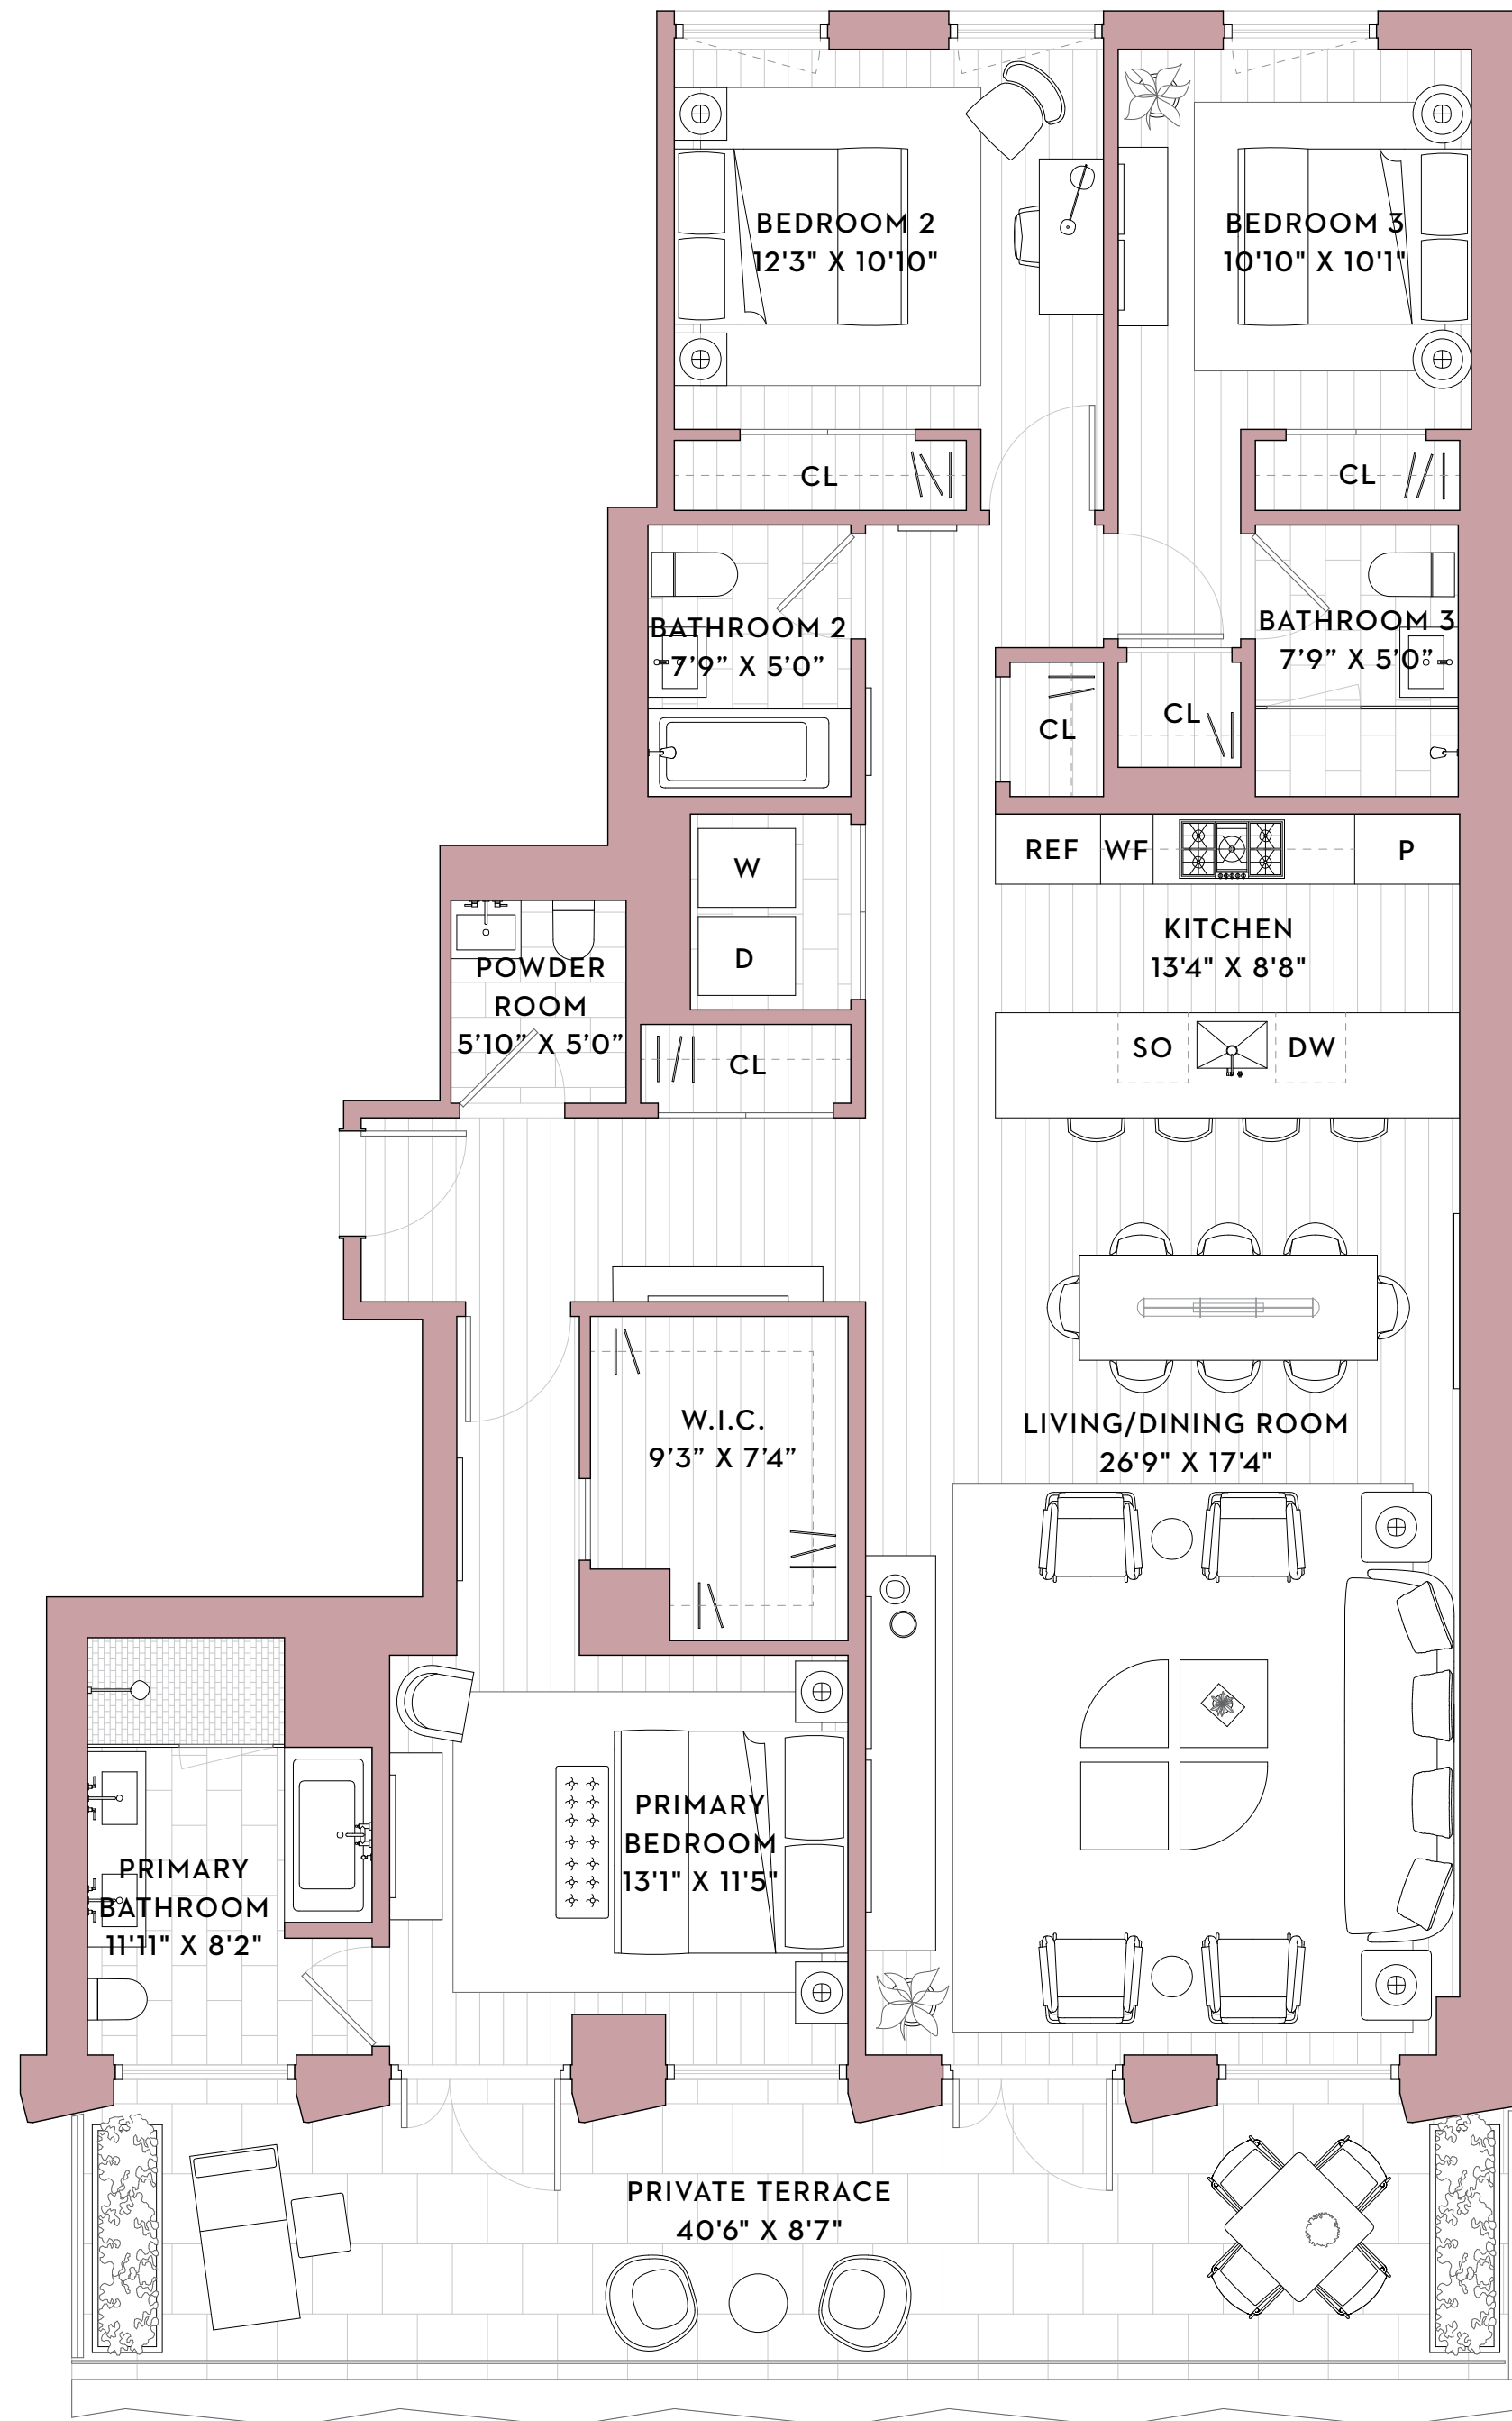 BEDROOM 2
12'3" X 10'10"
BEDROOM 3
10'10" X 10'1"
CL
CL
BATHROOM 2
7’9” X 5’0”
BATHROOM 3
7’9” X 5’0”
CL
CL
REF
WF
P
W
D
KITCHEN
13'4" X 8'8"
POWDER
ROOM
5’10” X 5’0”
CL
SO
DW
W.I.C.
9’3” X 7’4”
LIVING/DINING ROOM
26'9" X 17'4"
PRIMARY
BEDROOM
13'1" X 11'5"
PRIMARY
BATHROOM
11'11" X 8'2"
PRIVATE TERRACE
40'6" X 8'7"